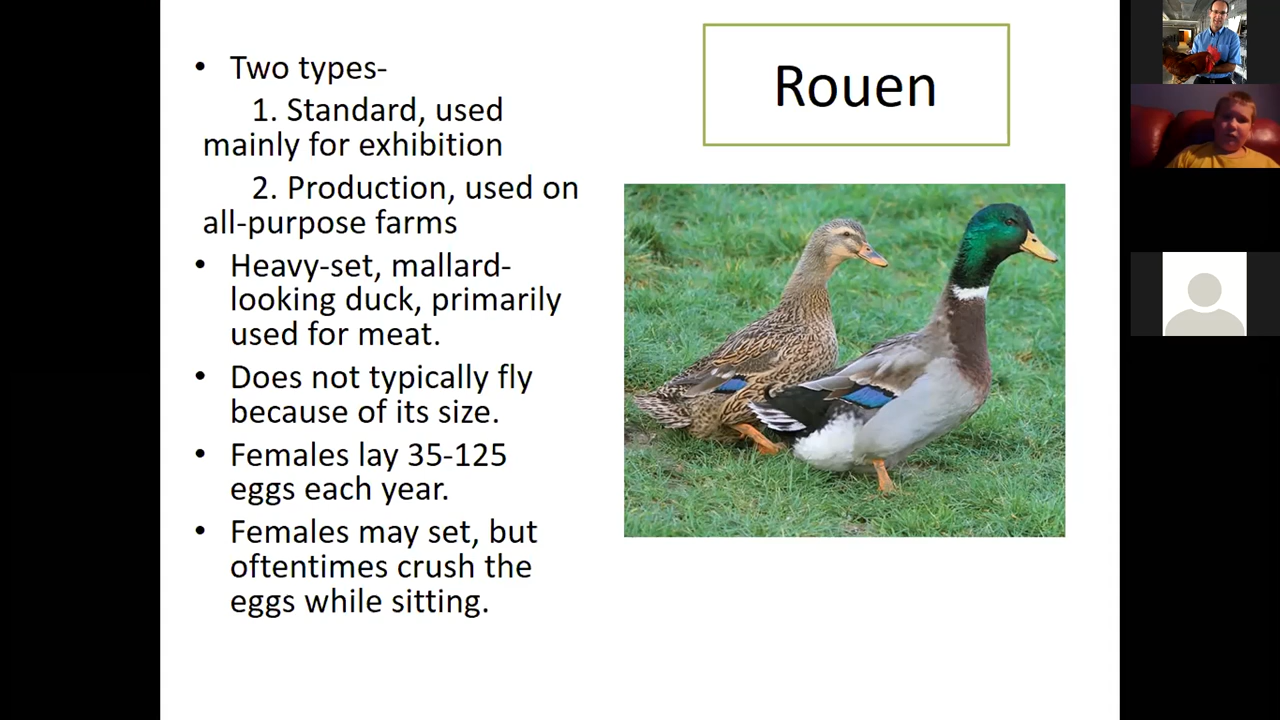 Rouen
• Two types-
1. Standard, used
mainly for exhibition
2. Production, used on
all-purpose farms
• Heavy-set, mallard-
looking duck, primarily
used for meat.
• Does not typically fly
because of its size.
• Females lay 35-125
eggs each year.
• Females may set, but
oftentimes crush the
eggs while sitting.